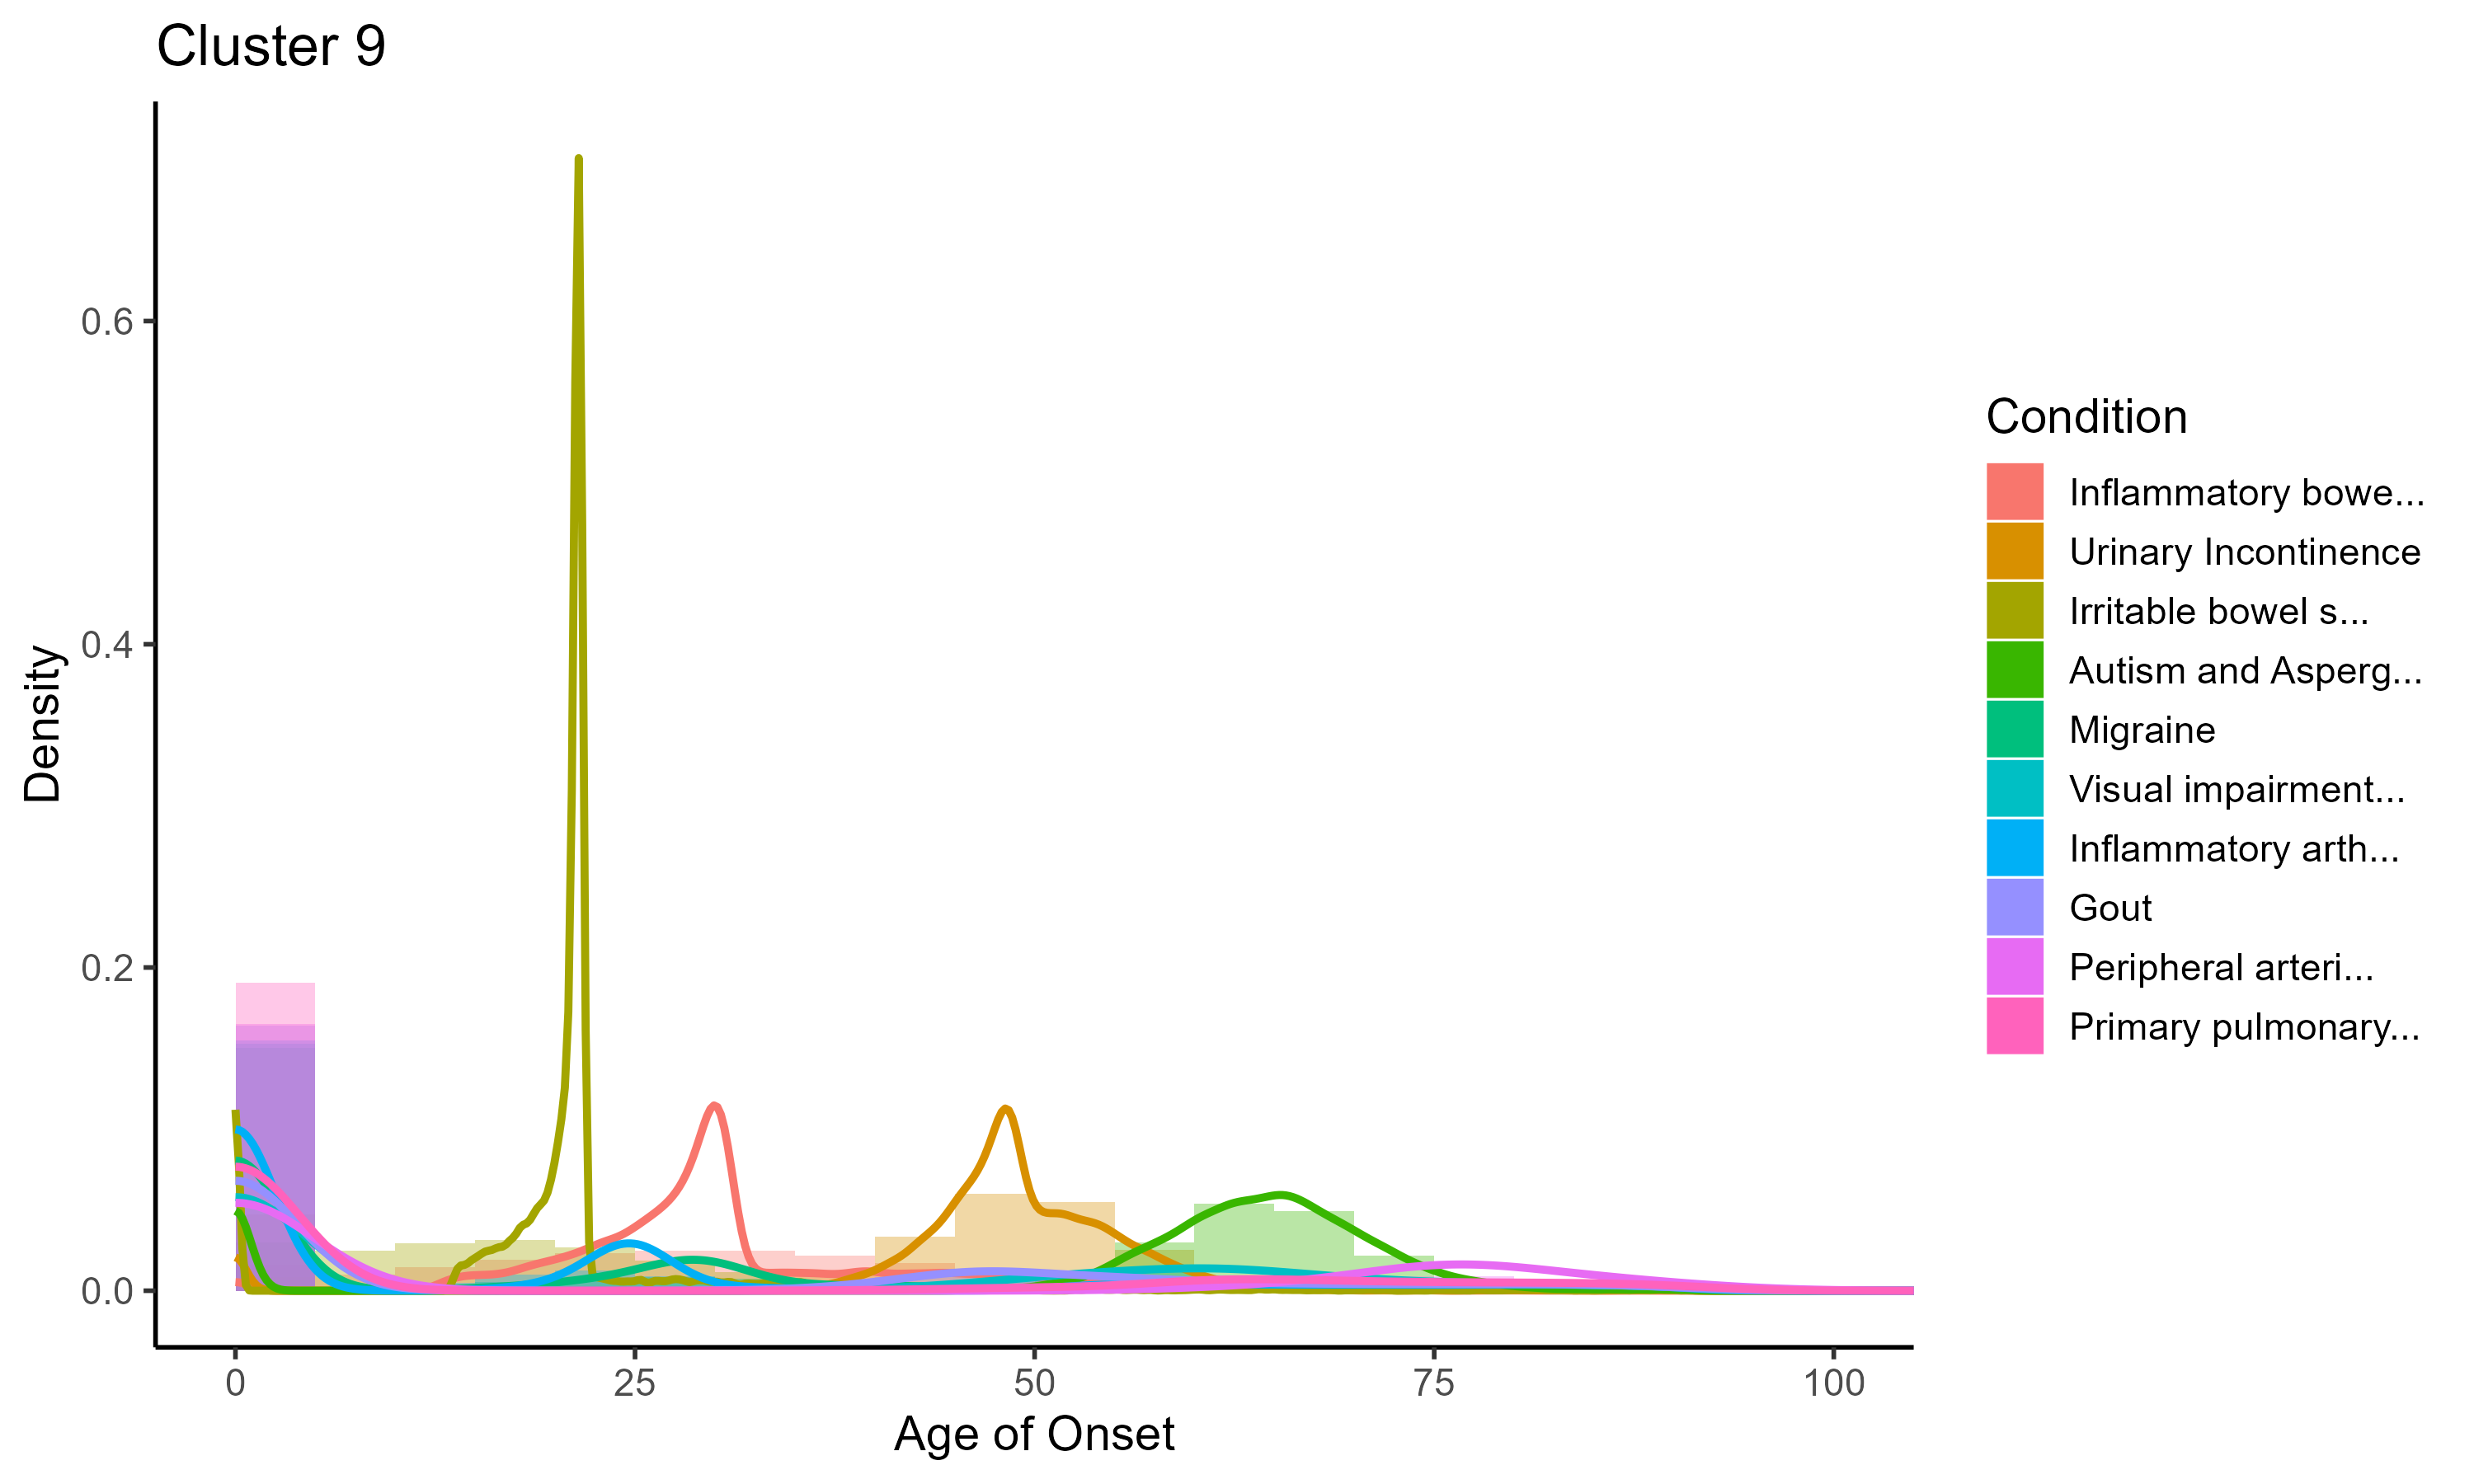 Cluster 9
0.6
0.4
0.2
0.0
Density
0 25 50 75 100
Age of Onset
Condition
Inflammatory bowe...
Urinary Incontinence
Irritable bowel s...
Autism and Asperg...
Migraine
Visual impairment...
Inflammatory arth...
Gout
Peripheral arteri...
Primary pulmonary...